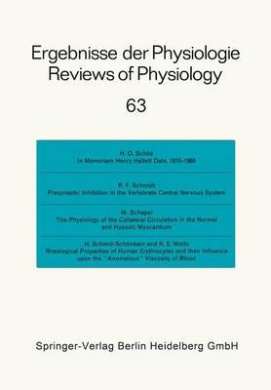 Ergebnisse der Physiologie
Reviews of Physiology
63
H. O. Schild
In Memoriam Henry Hallett Dale, 1875–1968
R. F. Schmidt
Presynaptic Inhibition in the Vertebrate Central Nervous System
W. Schaper
The Physiology of the Collateral Circulation in the Normal
and Hypoxic Myocardium
H. Schmid-Schönbein and R. E. Wells
Rheological Properties of Human Erythrocytes and their Influence
upon the "Anomalous" Viscosity of Blood
Springer-Verlag Berlin Heidelberg GmbH